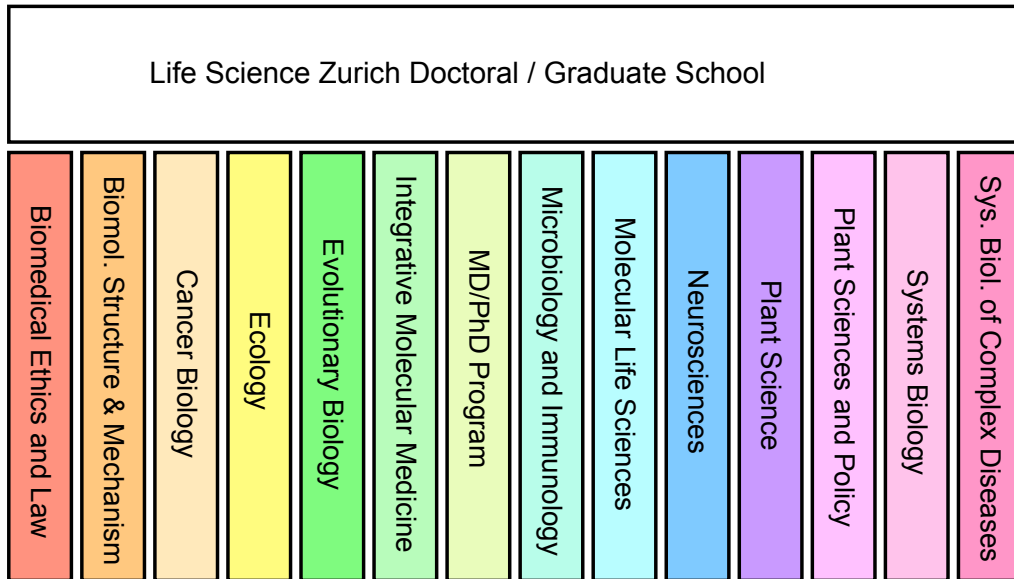 Life Science Zurich Doctoral / Graduate School
Biomedical Ethics and Law
Biomol. Structure & Mechanism
Cancer Biology
Ecology
Evolutionary Biology
Integrative Molecular Medicine
MD/PhD Program
Microbiology and Immunology
Molecular Life Sciences
Neurosciences
Plant Science
Plant Sciences and Policy
Systems Biology
Sys. Biol. of Complex Diseases